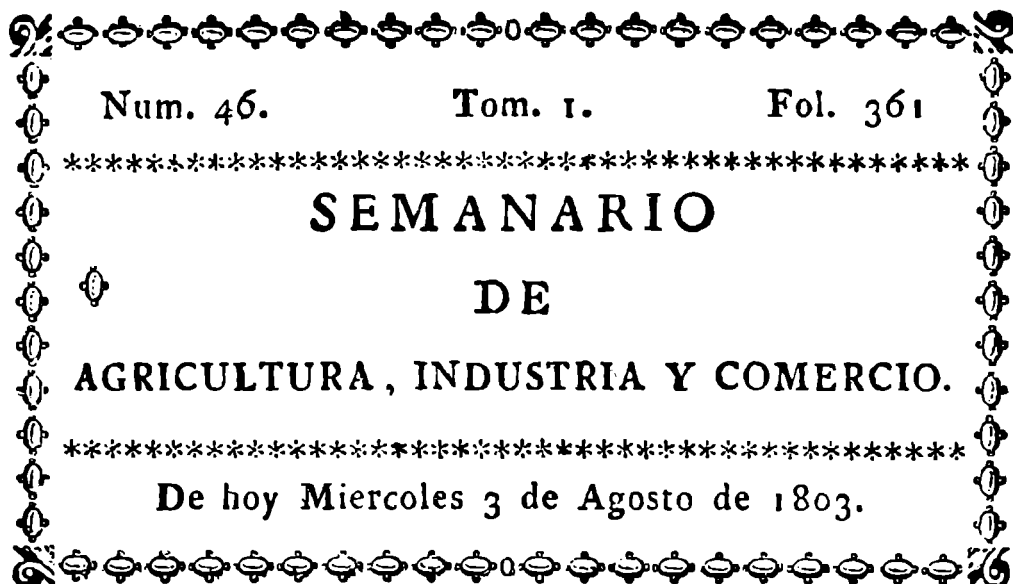 Num. 46. Tom. 1. Fol. 361
SEMANARIO
DE
AGRICULTURA, INDUSTRIA Y COMERCIO.
De hoy Miercoles 3 de Agosto de 1803.